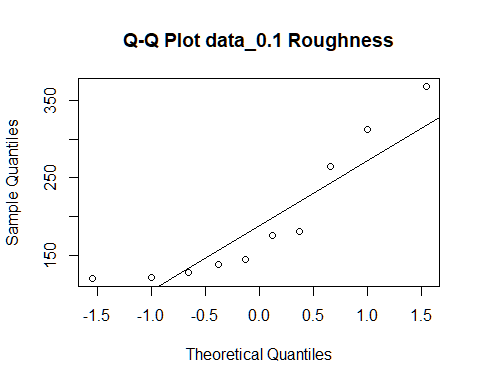 Q-Q Plot data_0.1 Roughness
Sample Quantiles
350
250
150
-1.5 -1.0 -0.5 0.0 0.5 1.0 1.5
Theoretical Quantiles